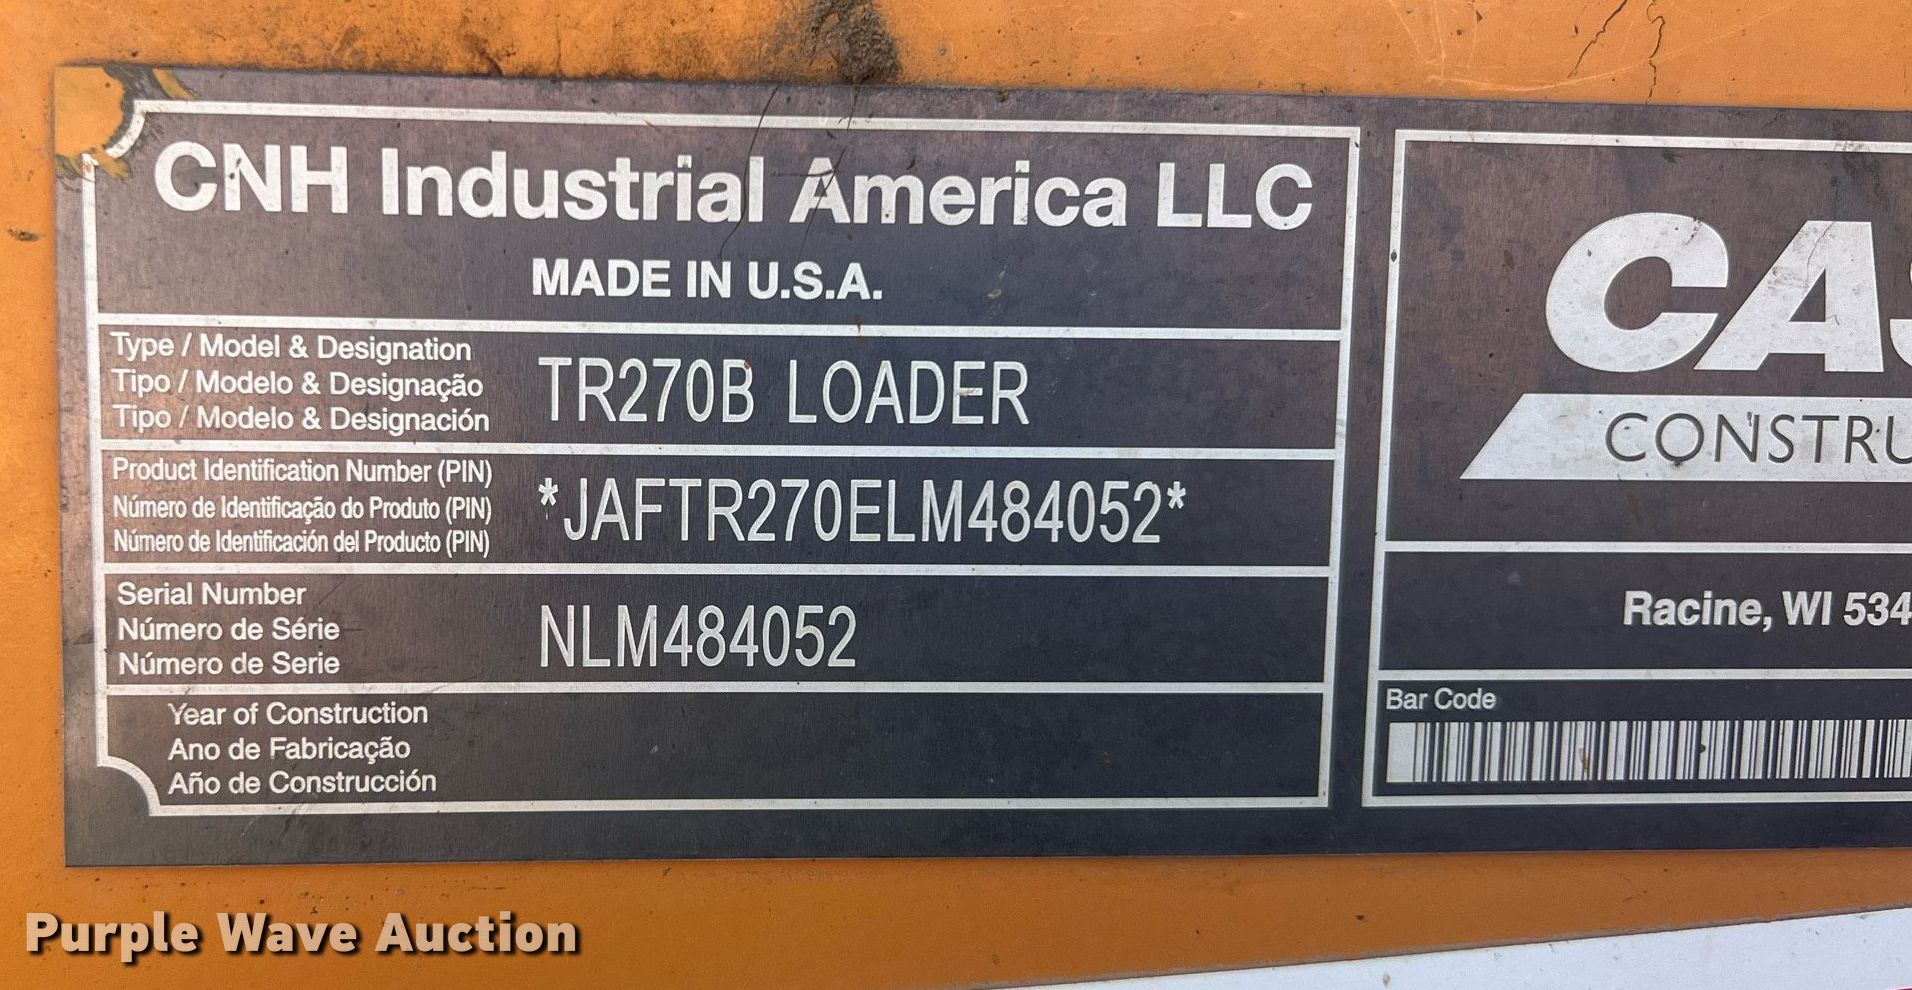 CNH Industrial America LLC
MADE IN U.S.A.
Type / Model & Designation
Tipo / Modelo & Designação
Tipo / Modelo & Designación
TR270B LOADER
Product Identification Number (PIN)
Número de Identificação do Produto (PIN)
Número de Identificación del Producto (PIN)
*JAFTR270ELM484052*
Serial Number
Número de Série
Número de Serie
NLM484052
Year of Construction
Ano de Fabricação
Año de Construcción
CAS
CONSTRU
Racine, WI 534
Bar Code
Purple Wave Auction